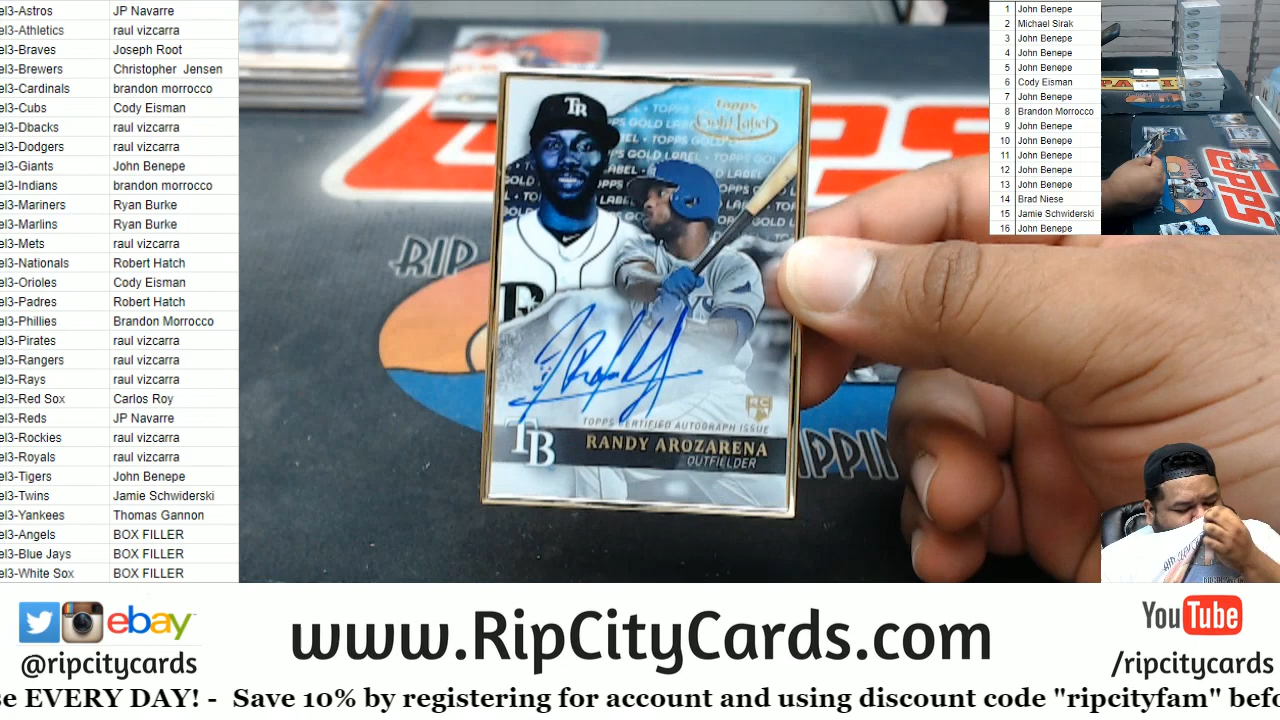 el3-Astros JP Navarre
el3-Athletics raul vizcarra
el3-Braves Joseph Root
el3-Brewers Christopher Jensen
el3-Cardinals brandon morrocco
el3-Cubs Cody Eisman
el3-Dbacks raul vizcarra
el3-Dodgers raul vizcarra
el3-Giants John Benepe
el3-Indians brandon morrocco
el3-Mariners Ryan Burke
el3-Marlins Ryan Burke
el3-Mets raul vizcarra
el3-Nationals Robert Hatch
el3-Orioles Cody Eisman
el3-Padres Robert Hatch
el3-Phillies Brandon Morrocco
el3-Pirates raul vizcarra
el3-Rangers raul vizcarra
el3-Rays raul vizcarra
el3-Red Sox Carlos Roy
el3-Reds JP Navarre
el3-Rockies raul vizcarra
el3-Royals raul vizcarra
el3-Tigers John Benepe
el3-Twins Jamie Schwiderski
el3-Yankees Thomas Gannon
el3-Angels BOX FILLER
el3-Blue Jays BOX FILLER
el3-White Sox BOX FILLER
topps
Gold Label
TR
RIP
IPPIN
TOPPS CERTIFIED AUTOGRAPH ISSUE
RC
TB
RANDY AROZARENA
OUTFIELDER
1 John Benepe
2 Michael Sirak
3 John Benepe
4 John Benepe
5 John Benepe
6 Cody Eisman
7 John Benepe
8 Brandon Morrocco
9 John Benepe
10 John Benepe
11 John Benepe
12 John Benepe
13 John Benepe
14 Brad Niese
15 Jamie Schwiderski
16 John Benepe
PANINI
topps
ebay
@ripcitycards
www.RipCityCards.com
YouTube
/ripcitycards
se EVERY DAY! - Save 10% by registering for account and using discount code "ripcityfam" befo